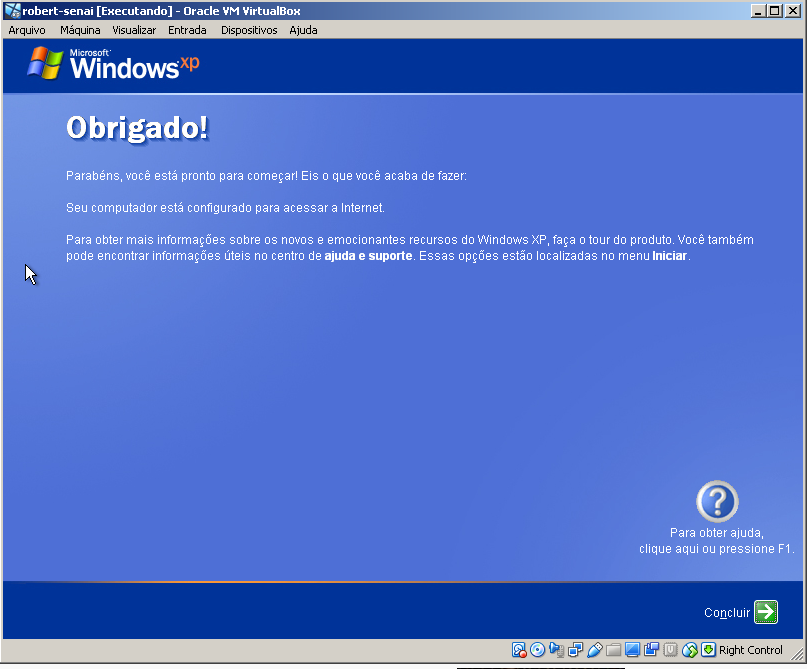 robert-senai [Executando] - Oracle VM VirtualBox
Arquivo Máquina Visualizar Entrada Dispositivos Ajuda
Microsoft
Windows xp
Obrigado!
Parabéns, você está pronto para começar! Eis o que você acaba de fazer:
Seu computador está configurado para acessar a Internet.
Para obter mais informações sobre os novos e emocionantes recursos do Windows XP, faça o tour do produto. Você também
pode encontrar informações úteis no centro de ajuda e suporte. Essas opções estão localizadas no menu Iniciar.
?
Para obter ajuda,
clique aqui ou pressione F1.
Concluir
Right Control